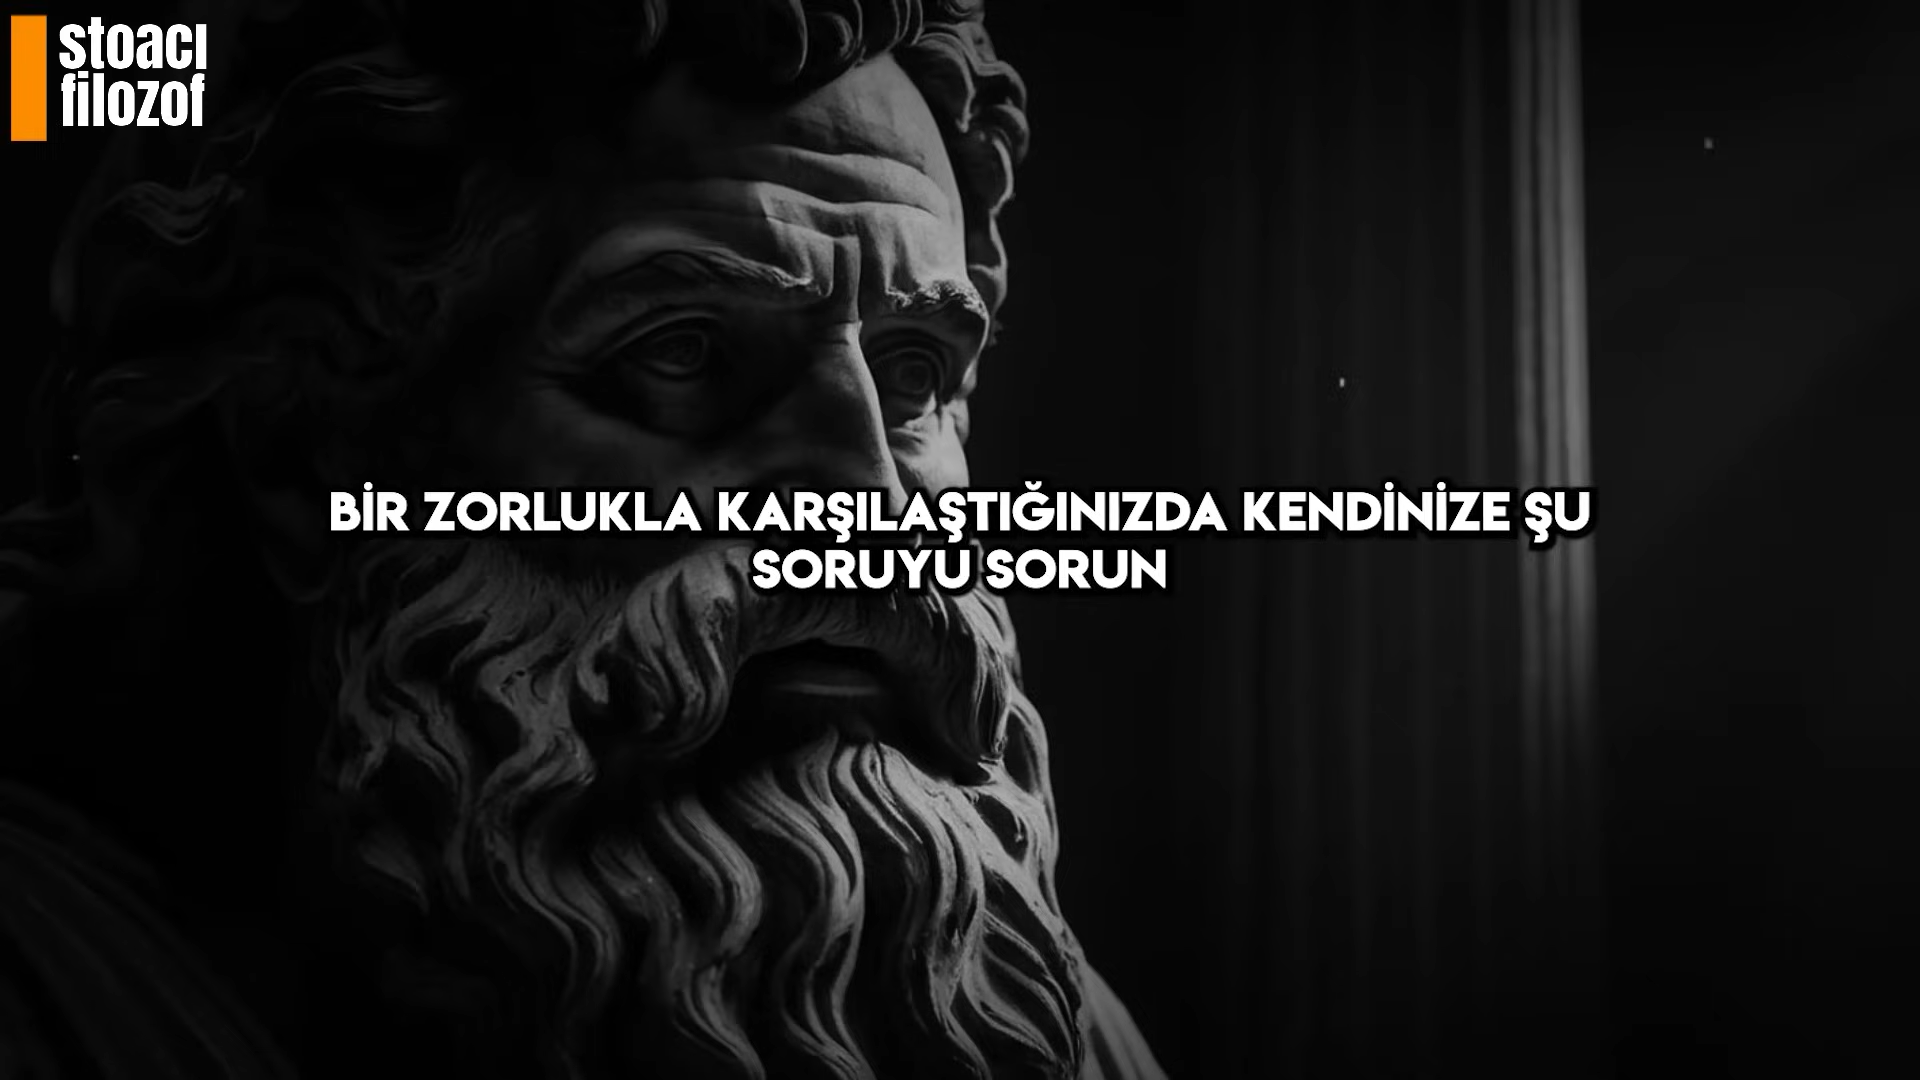 stoacı
filozof
BİR ZORLUKLA KARŞILAŞTIĞINIZDA KENDİNİZE ŞU
SORUYU SORUN